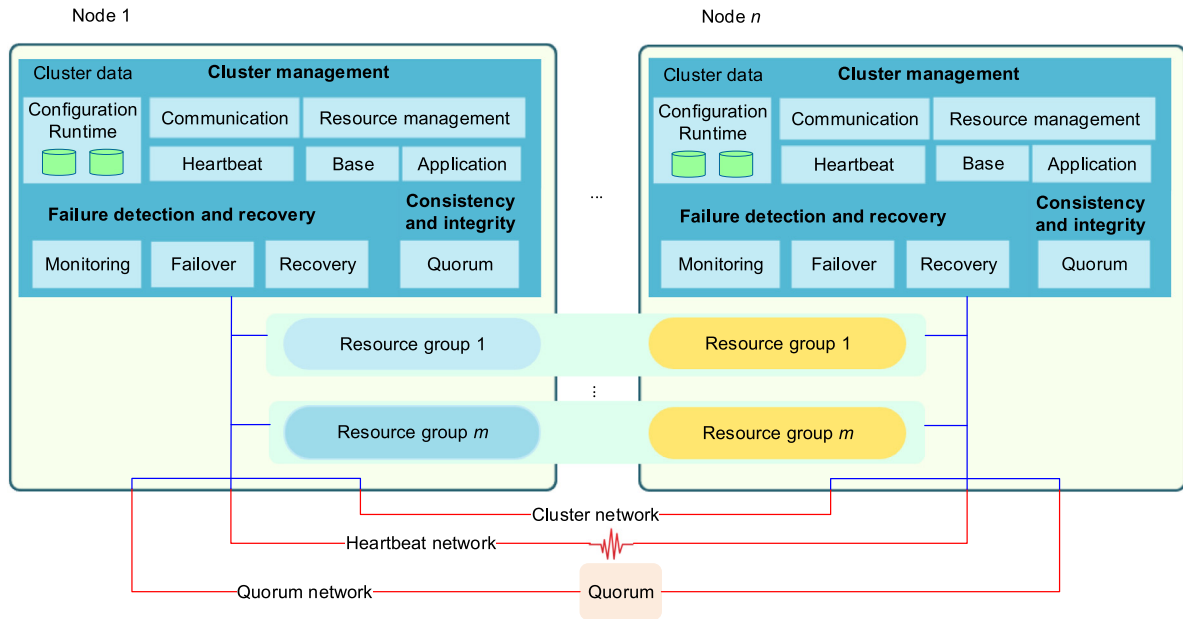 Node 1
Node n
Cluster data
Cluster management
Configuration
Runtime
Communication
Resource management
Heartbeat
Base
Application
Failure detection and recovery
Consistency
and integrity
Monitoring
Failover
Recovery
Quorum
...
Cluster data
Cluster management
Configuration
Runtime
Communication
Resource management
Heartbeat
Base
Application
Failure detection and recovery
Consistency
and integrity
Monitoring
Failover
Recovery
Quorum
Resource group 1
Resource group 1
...
Resource group m
Resource group m
Cluster network
Heartbeat network
Quorum network
Quorum